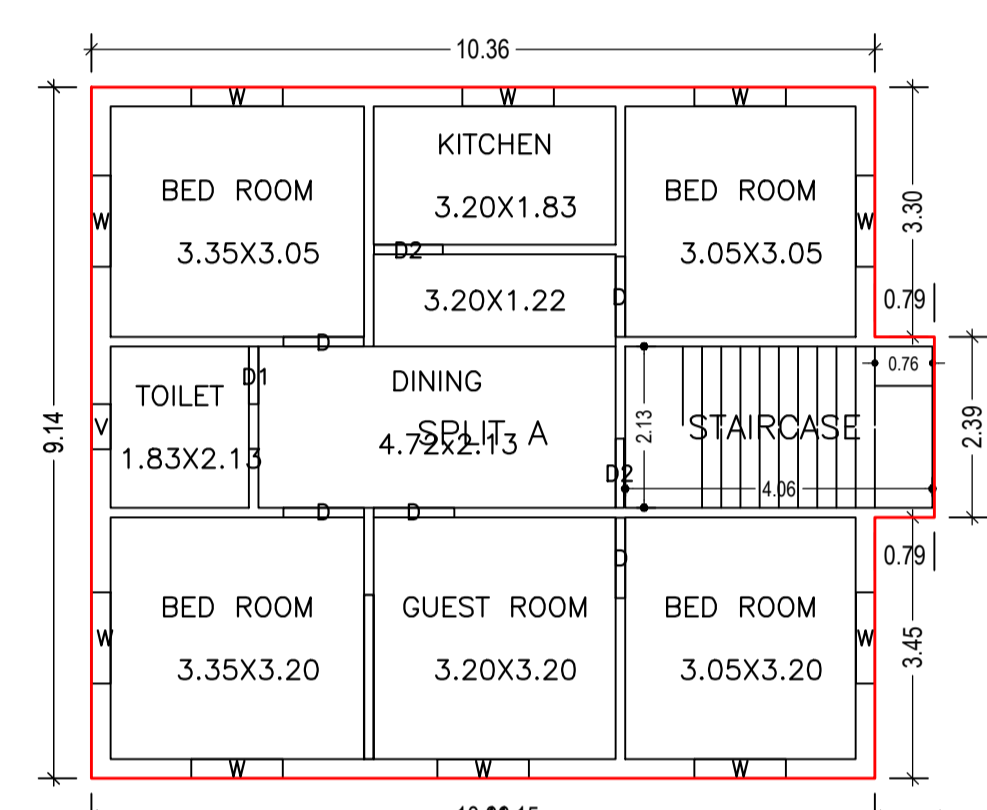 10.36
W
W
W
KITCHEN
BED ROOM
BED ROOM
3.20X1.83
W
W
3.30
3.35X3.05
D2
3.05X3.05
3.20X1.22
D
0.79
D
0.76
D1
DINING
TOILET
V
SPLIT A
4.72x2.13
2.13
STAIRCASE
2.39
9.14
1.83X2.13
D2
4.06
D
D
D
0.79
BED ROOM
GUEST ROOM
BED ROOM
W
W
3.45
3.35X3.20
3.20X3.20
3.05X3.20
W
W
W